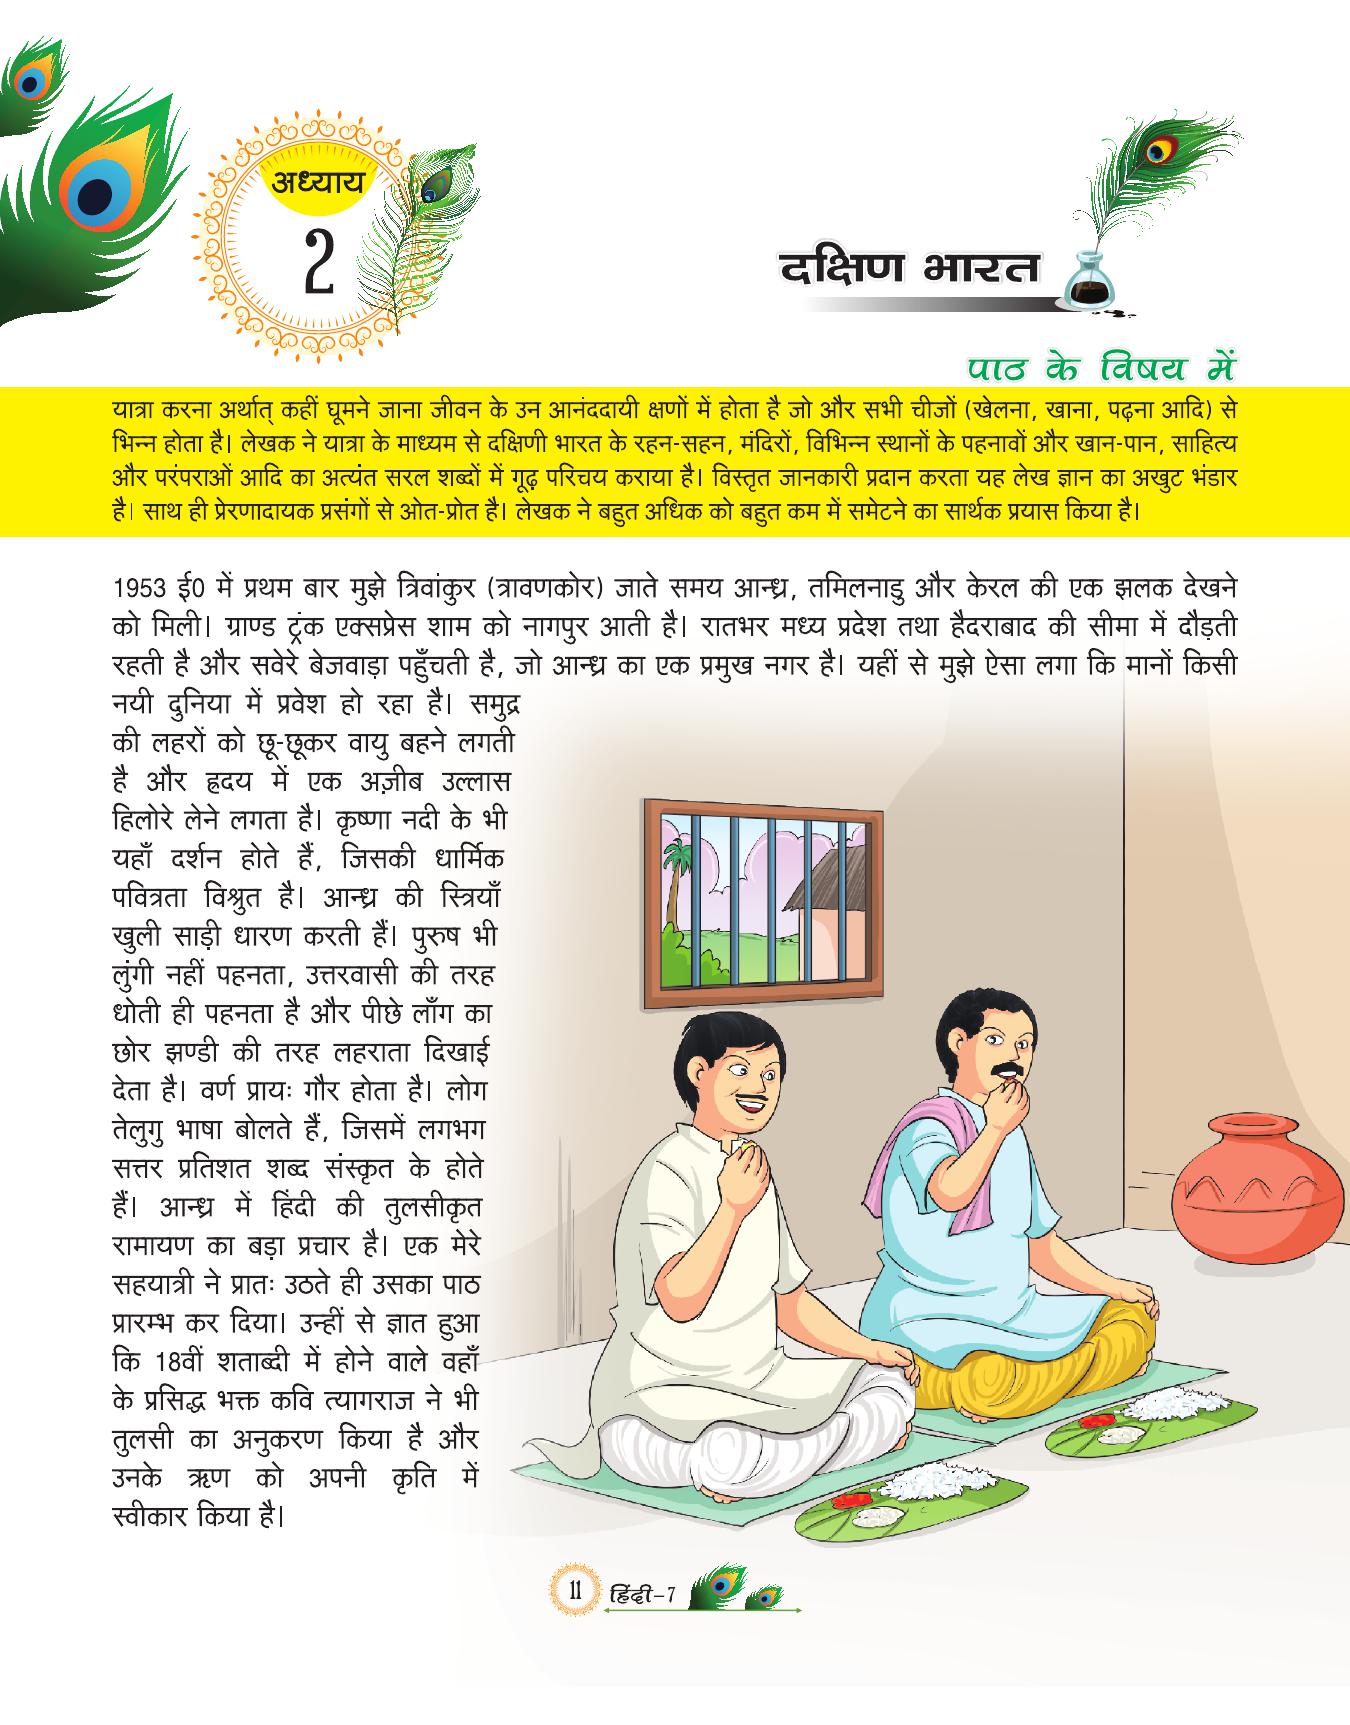 अध्याय
2
दक्षिण भारत
पाठ के विषय में
यात्रा करना अर्थात् कहीं घूमने जाना जीवन के उन आनंददायी क्षणों में होता है जो और सभी चीजों (खेलना, खाना, पढ़ना आदि) से
भिन्न होता है। लेखक ने यात्रा के माध्यम से दक्षिणी भारत के रहन-सहन, मंदिरों, विभिन्न स्थानों के पहनावों और खान-पान, साहित्य
और परंपराओं आदि का अत्यंत सरल शब्दों में गूढ़ परिचय कराया है। विस्तृत जानकारी प्रदान करता यह लेख ज्ञान का अखुट भंडार
है। साथ ही प्रेरणादायक प्रसंगों से ओत-प्रोत है। लेखक ने बहुत अधिक को बहुत कम में समेटने का सार्थक प्रयास किया है।
1953 ई0 में प्रथम बार मुझे त्रिवांकुर (त्रावणकोर) जाते समय आन्ध्र, तमिलनाडु और केरल की एक झलक देखने
को मिली। ग्राण्ड ट्रंक एक्सप्रेस शाम को नागपुर आती है। रातभर मध्य प्रदेश तथा हैदराबाद की सीमा में दौड़ती
रहती है और सवेरे बेजवाड़ा पहुँचती है, जो आन्ध्र का एक प्रमुख नगर है। यहीं से मुझे ऐसा लगा कि मानों किसी
नयी दुनिया में प्रवेश हो रहा है। समुद्र
की लहरों को छू-छूकर वायु बहने लगती
है और ह्रदय में एक अज़ीब उल्लास
हिलोरे लेने लगता है। कृष्णा नदी के भी
यहाँ दर्शन होते हैं, जिसकी धार्मिक
पवित्रता विश्रुत है। आन्ध्र की स्त्रियाँ
खुली साड़ी धारण करती हैं। पुरुष भी
लुंगी नहीं पहनता, उत्तरवासी की तरह
धोती ही पहनता है और पीछे लाँग का
छोर झण्डी की तरह लहराता दिखाई
देता है। वर्ण प्रायः गौर होता है। लोग
तेलुगु भाषा बोलते हैं, जिसमें लगभग
सत्तर प्रतिशत शब्द संस्कृत के होते
हैं। आन्ध्र में हिंदी की तुलसीकृत
रामायण का बड़ा प्रचार है। एक मेरे
सहयात्री ने प्रातः उठते ही उसका पाठ
प्रारम्भ कर दिया। उन्हीं से ज्ञात हुआ
कि 18वीं शताब्दी में होने वाले वहाँ
के प्रसिद्ध भक्त कवि त्यागराज ने भी
तुलसी का अनुकरण किया है और
उनके ऋण को अपनी कृति में
स्वीकार किया है।
11 हिंदी–7